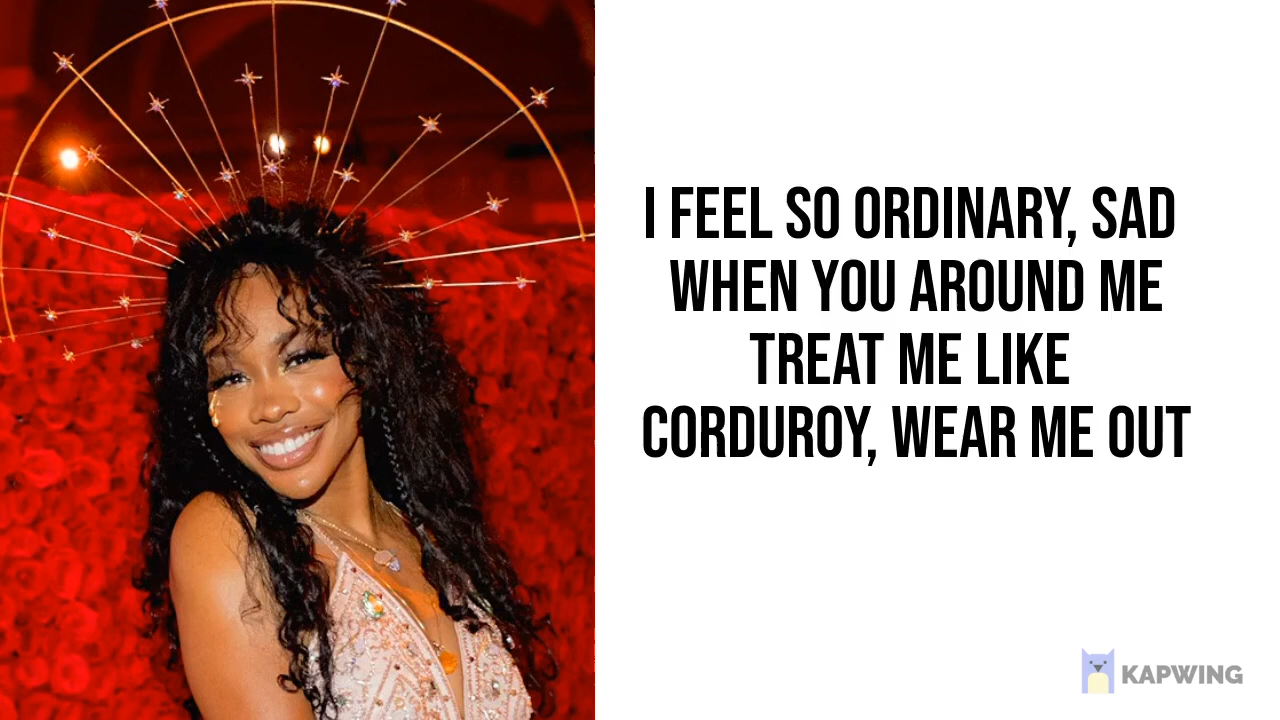 I FEEL SO ORDINARY, SAD
WHEN YOU AROUND ME
TREAT ME LIKE
CORDUROY, WEAR ME OUT
KAPWING